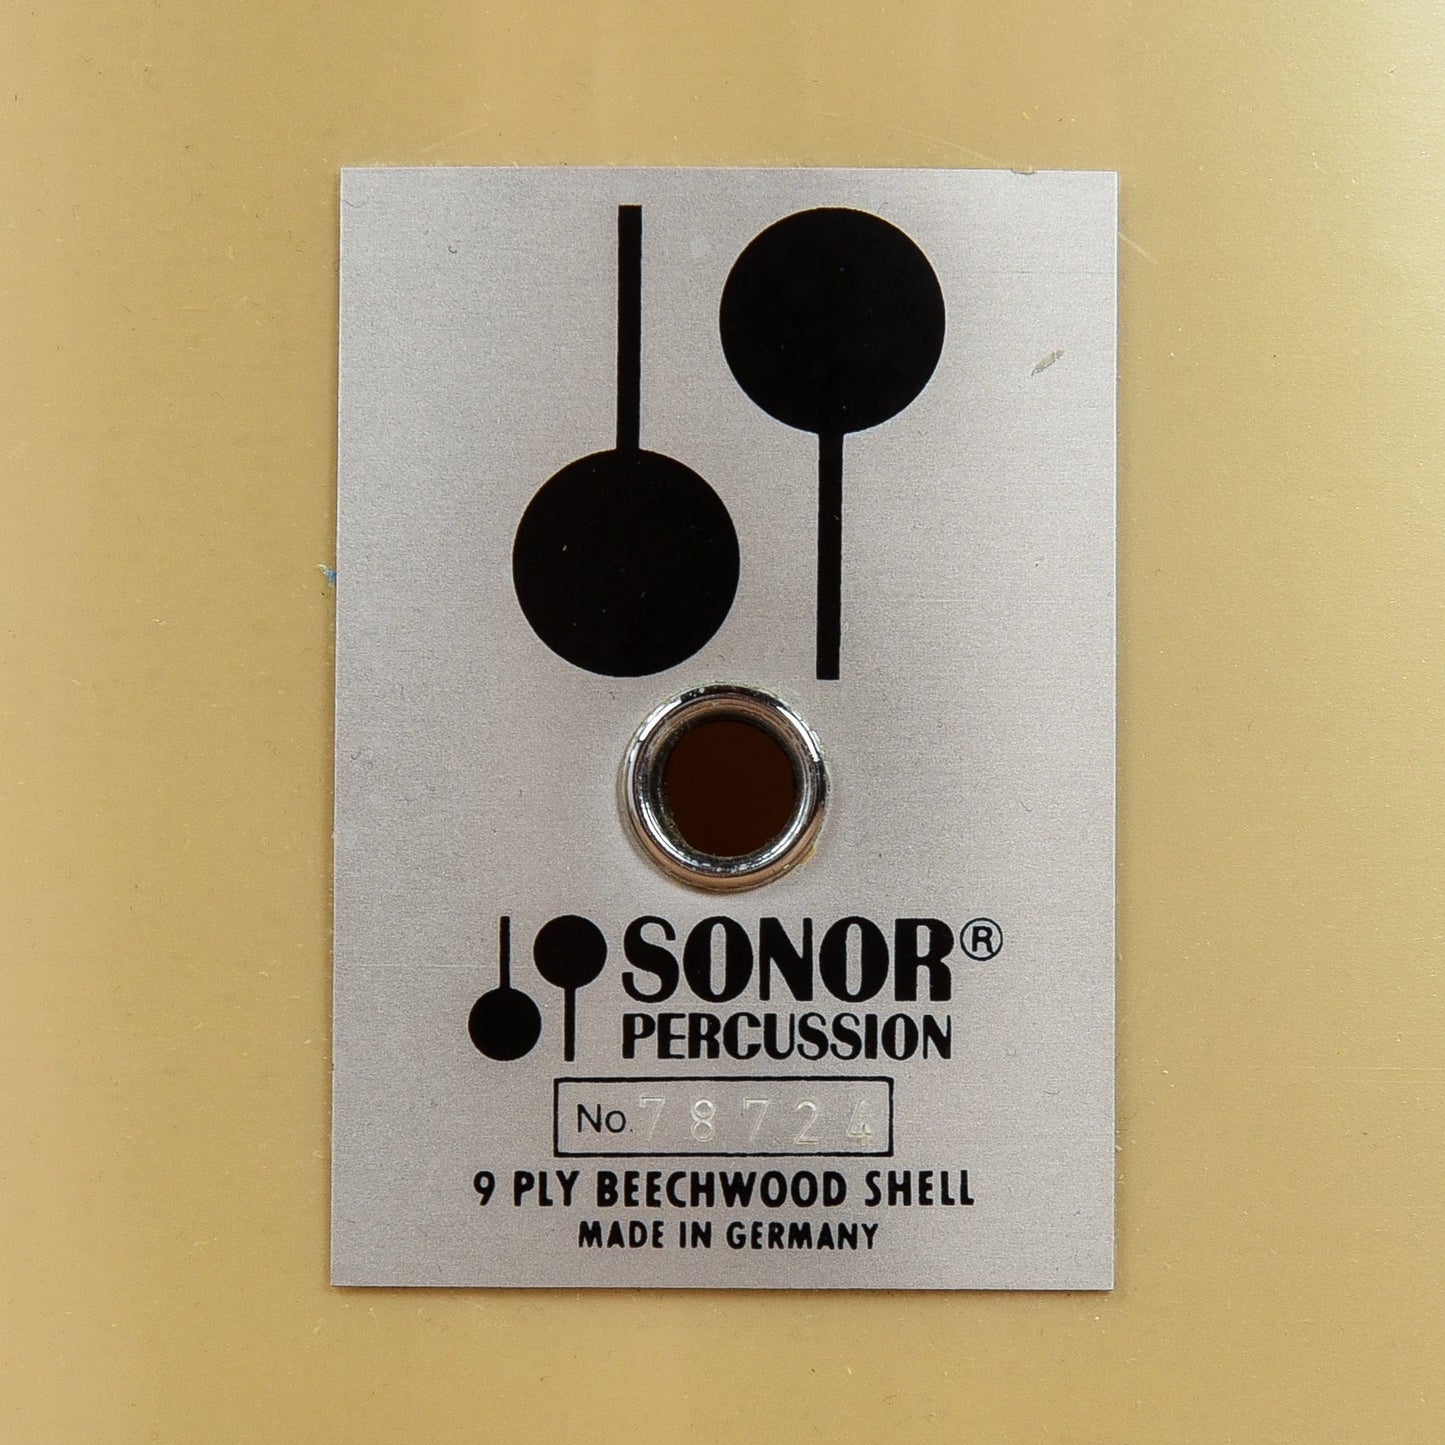 SONOR®
PERCUSSION
No. 78724
9 PLY BEECHWOOD SHELL
MADE IN GERMANY